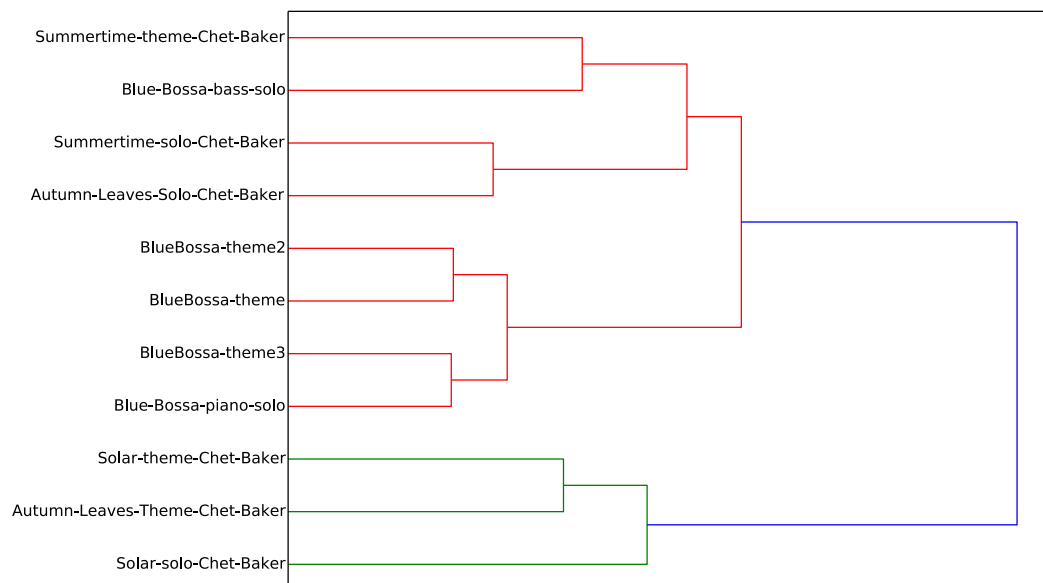 Summertime-theme-Chet-Baker
Blue-Bossa-bass-solo
Summertime-solo-Chet-Baker
Autumn-Leaves-Solo-Chet-Baker
BlueBossa-theme2
BlueBossa-theme
BlueBossa-theme3
Blue-Bossa-piano-solo
Solar-theme-Chet-Baker
Autumn-Leaves-Theme-Chet-Baker
Solar-solo-Chet-Baker